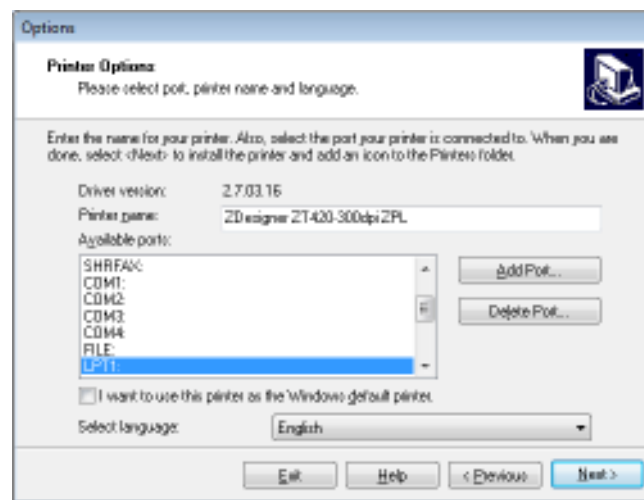 Options
Printer Options
Please select port, printer name and language.
Enter the name for your printer. Also, select the port your printer is connected to. When you are
done, select <Next> to install the printer and add an icon to the Printers folder.
Driver version: 2.7.03.16
Printer name: ZDesigner ZT420-300dpi ZPL
Available ports:
SHRFAX:
COM1:
COM2:
COM3:
COM4:
FILE:
LPT1:
Add Port...
Delete Port...
I want to use this printer as the Windows default printer.
Select language: English
Exit Help < Previous Next >